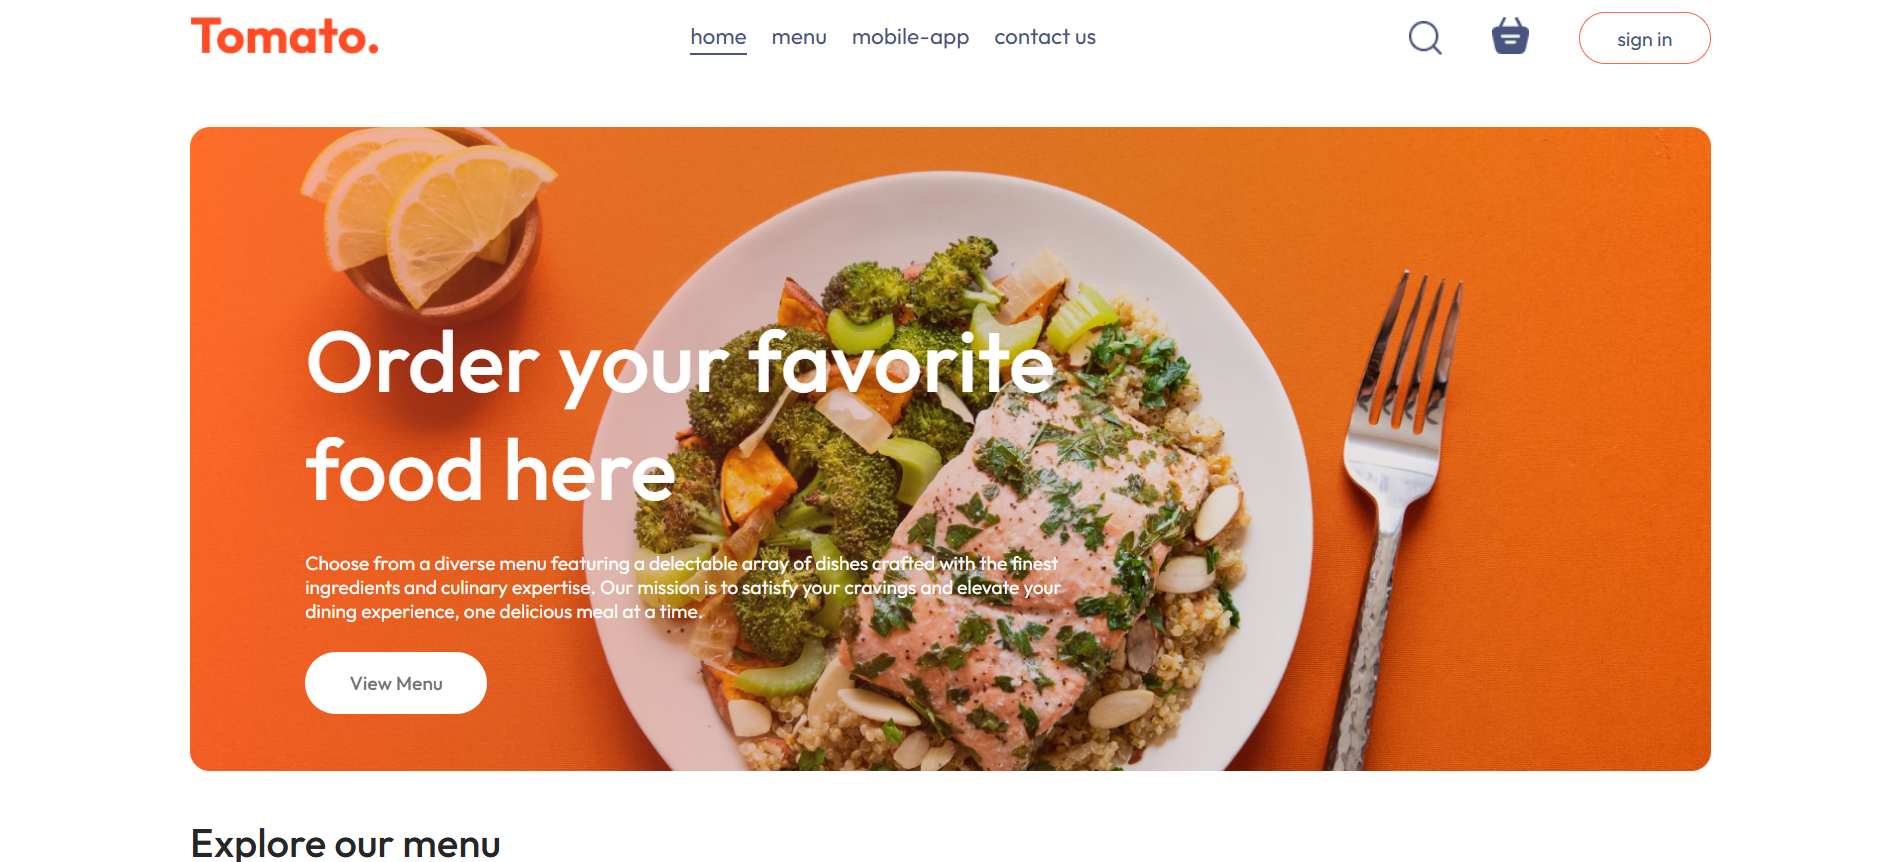 Tomato.
home menu mobile-app contact us
sign in
Order your favorite
food here
Choose from a diverse menu featuring a delectable array of dishes crafted with the finest
ingredients and culinary expertise. Our mission is to satisfy your cravings and elevate your
dining experience, one delicious meal at a time.
View Menu
Explore our menu